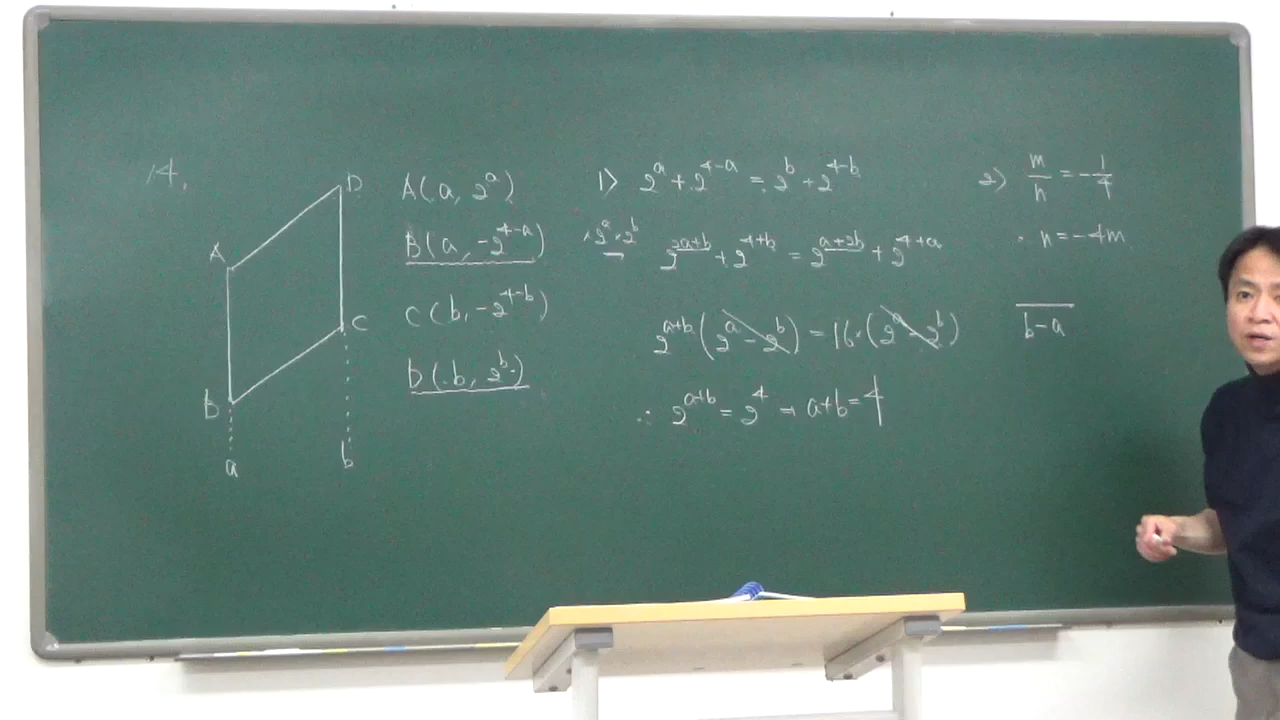 14.
D
A
C
B
a
b
A(a, 2^a)
B(a, -2^{4-a})
C(b, -2^{4-b})
D(b, 2^b)
1) 2^a + 2^{4-a} = 2^b + 2^{4-b}
×2^a·2^b 2^{2a+b} + 2^{4+b} = 2^{a+2b} + 2^{4+a}
2^{a+b}(2^a - 2^b) = 16·(2^a - 2^b)
∴ 2^{a+b} = 2^4 → a+b=4
2) m/n = -1/4
n = -4m
b-a